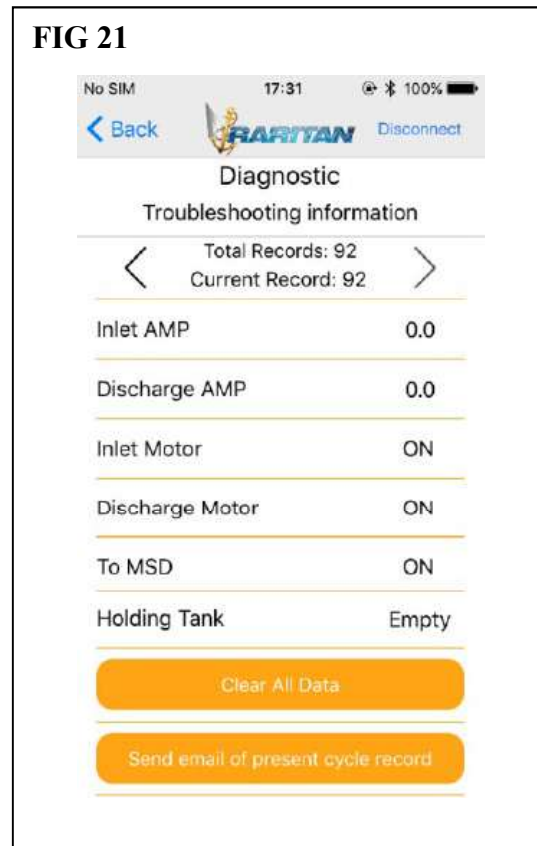 FIG 21
No SIM 17:31 100%
Back RARITAN Disconnect
Diagnostic
Troubleshooting information
Total Records: 92
Current Record: 92
Inlet AMP 0.0
Discharge AMP 0.0
Inlet Motor ON
Discharge Motor ON
To MSD ON
Holding Tank Empty
Clear All Data
Send email of present cycle record